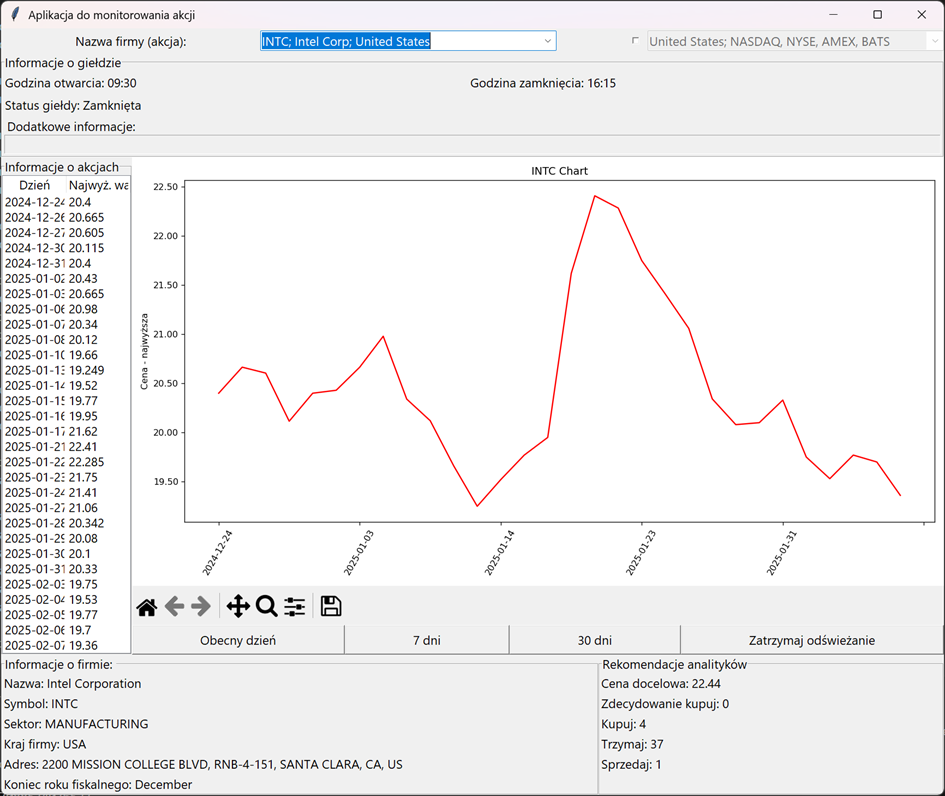 Aplikacja do monitorowania akcji
Nazwa firmy (akcja): INTC; Intel Corp; United States United States; NASDAQ, NYSE, AMEX, BATS
Informacje o giełdzie
Godzina otwarcia: 09:30 Godzina zamknięcia: 16:15
Status giełdy: Zamknięta
Dodatkowe informacje:
Informacje o akcjach
Dzień Najwyż. wa
2024-12-24 20.4
2024-12-26 20.665
2024-12-27 20.605
2024-12-30 20.115
2024-12-31 20.4
2025-01-02 20.43
2025-01-03 20.665
2025-01-06 20.98
2025-01-07 20.34
2025-01-08 20.12
2025-01-10 19.66
2025-01-13 19.249
2025-01-14 19.52
2025-01-15 19.77
2025-01-16 19.95
2025-01-17 21.62
2025-01-21 22.41
2025-01-22 22.285
2025-01-23 21.75
2025-01-24 21.41
2025-01-27 21.06
2025-01-28 20.342
2025-01-29 20.08
2025-01-30 20.1
2025-01-31 20.33
2025-02-03 19.75
2025-02-04 19.53
2025-02-05 19.77
2025-02-06 19.7
2025-02-07 19.36
INTC Chart
Cena - najwyższa
22.50
22.00
21.50
21.00
20.50
20.00
19.50
2024-12-24
2025-01-03
2025-01-14
2025-01-23
2025-01-31
Obecny dzień 7 dni 30 dni Zatrzymaj odświeżanie
Informacje o firmie:
Nazwa: Intel Corporation
Symbol: INTC
Sektor: MANUFACTURING
Kraj firmy: USA
Adres: 2200 MISSION COLLEGE BLVD, RNB-4-151, SANTA CLARA, CA, US
Koniec roku fiskalnego: December
Rekomendacje analityków
Cena docelowa: 22.44
Zdecydowanie kupuj: 0
Kupuj: 4
Trzymaj: 37
Sprzedaj: 1